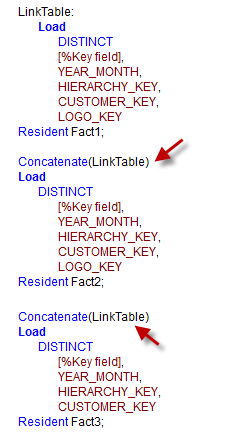 LinkTable:
Load
DISTINCT
[%Key field],
YEAR_MONTH,
HIERARCHY_KEY,
CUSTOMER_KEY,
LOGO_KEY
Resident Fact1;
Concatenate(LinkTable)
Load
DISTINCT
[%Key field],
YEAR_MONTH,
HIERARCHY_KEY,
CUSTOMER_KEY,
LOGO_KEY
Resident Fact2;
Concatenate(LinkTable)
Load
DISTINCT
[%Key field],
YEAR_MONTH,
HIERARCHY_KEY,
CUSTOMER_KEY
Resident Fact3;